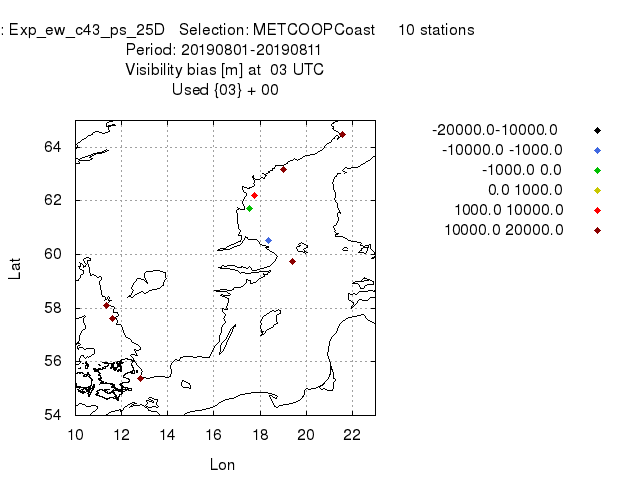 : Exp_ew_c43_ps_25D Selection: METCOOPCoast 10 stations
Period: 20190801-20190811
Visibility bias [m] at 03 UTC
Used {03} + 00
-20000.0-10000.0
-10000.0 -1000.0
-1000.0 0.0
0.0 1000.0
1000.0 10000.0
10000.0 20000.0
64
62
60
58
56
54
Lat
10 12 14 16 18 20 22
Lon